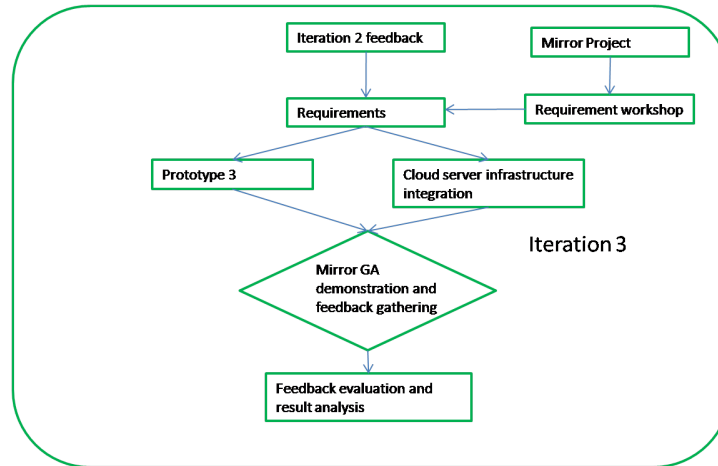 Iteration 2 feedback
Mirror Project
Requirements
Requirement workshop
Prototype 3
Cloud server infrastructure
integration
Iteration 3
Mirror GA
demonstration and
feedback gathering
Feedback evaluation and
result analysis